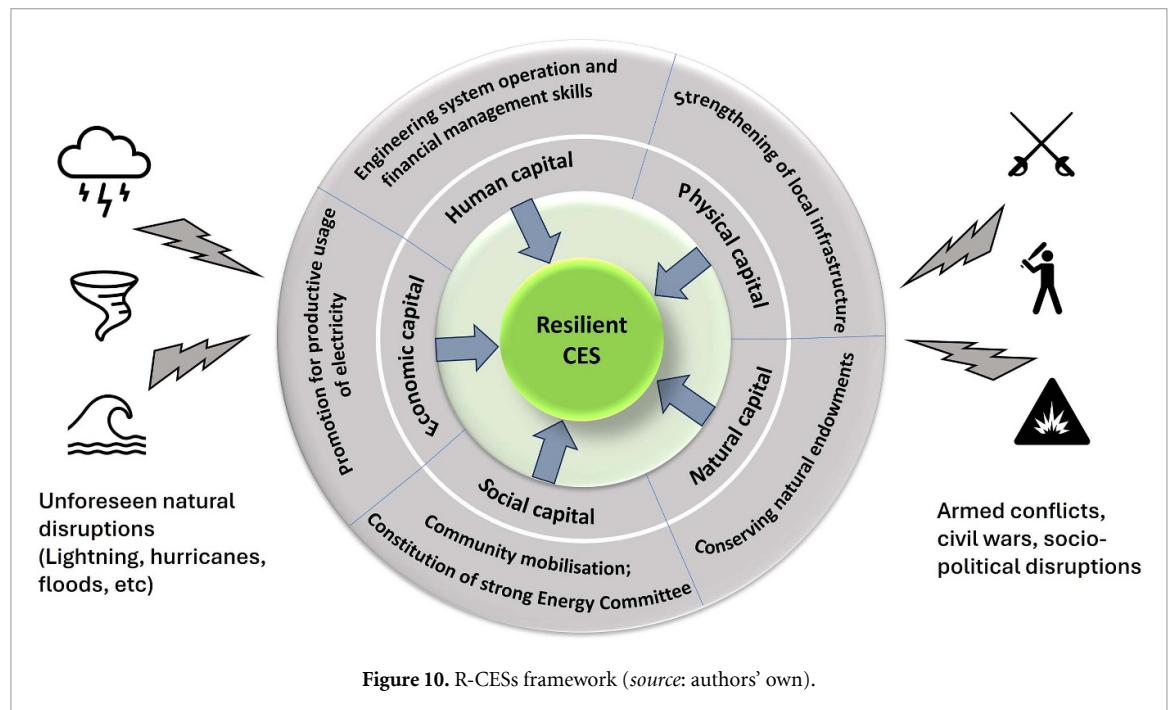 Engineering system operation and
financial management skills
Strengthening of local infrastructure
Human capital
Physical capital
Promotion for productive usage
of electricity
Economic capital
Resilient
CES
Natural capital
Conserving natural endowments
Social capital
Community mobilisation;
Constitution of strong Energy Committee
Unforeseen natural
disruptions
(Lightning, hurricanes,
floods, etc)
Armed conflicts,
civil wars, socio-
political disruptions
Figure 10. R-CESs framework (source: authors' own).